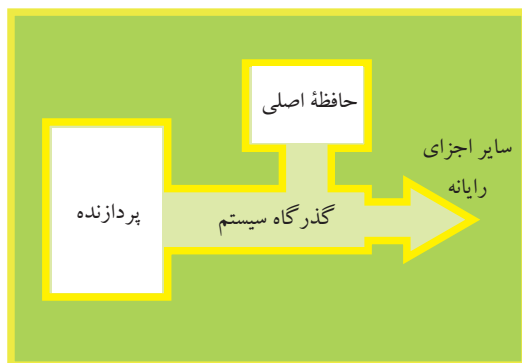 حافظهٔ اصلی
سایر اجزای
رایانه
پردازنده
گذرگاه سیستم